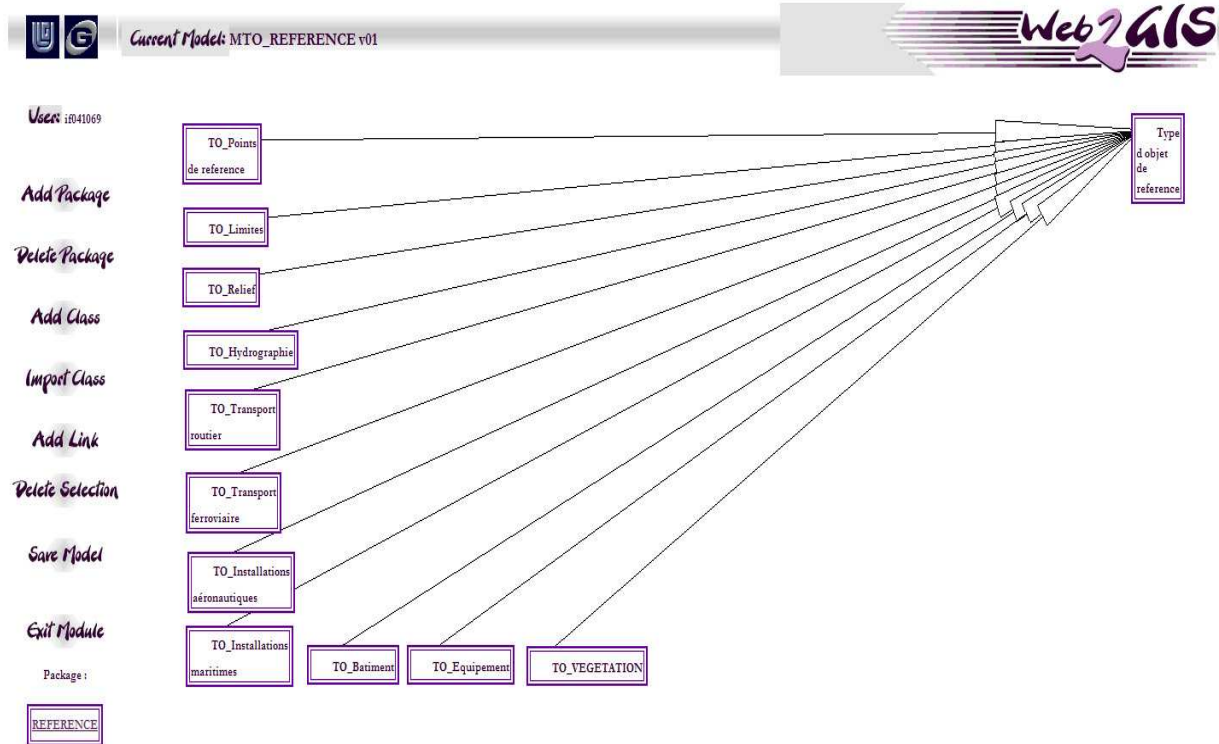 Current Model: MTO_REFERENCE v01
Web2GIS
User: if041069
Add Package
Delete Package
Add Class
Import Class
Add Link
Delete Selection
Save Model
Exit Module
Package :
REFERENCE
TO_Points
de reference
TO_Limites
TO_Relief
TO_Hydrographie
TO_Transport
routier
TO_Transport
ferroviaire
TO_Installations
aéronautiques
TO_Installations
maritimes
TO_Batiment
TO_Equipement
TO_VEGETATION
Type
d objet
de
reference